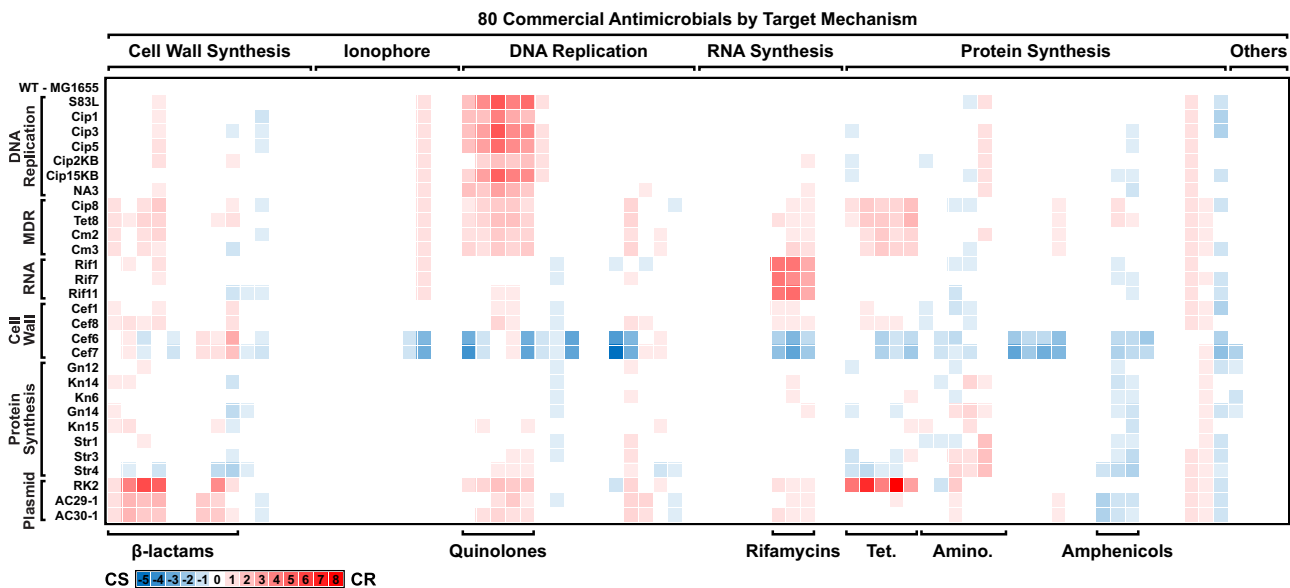 80 Commercial Antimicrobials by Target Mechanism
Cell Wall Synthesis Ionophore DNA Replication RNA Synthesis Protein Synthesis Others
WT - MG1655
DNA Replication
S83L
Cip1
Cip3
Cip5
Cip2KB
Cip15KB
NA3
MDR
Cip8
Tet8
Cm2
Cm3
RNA
Rif1
Rif7
Rif11
Cell Wall
Cef1
Cef8
Cef6
Cef7
Protein Synthesis
Gn12
Kn14
Kn6
Gn14
Kn15
Str1
Str3
Str4
Plasmid
RK2
AC29-1
AC30-1
β-lactams Quinolones Rifamycins Tet. Amino. Amphenicols
CS -5 -4 -3 -2 -1 0 1 2 3 4 5 6 7 8 CR